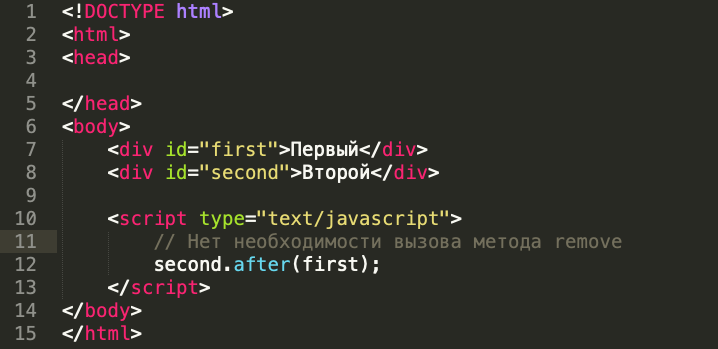 1 <!DOCTYPE html>
2 <html>
3 <head>
4
5 </head>
6 <body>
7 <div id="first">Первый</div>
8 <div id="second">Второй</div>
9
10 <script type="text/javascript">
11 // Нет необходимости вызова метода remove
12 second.after(first);
13 </script>
14 </body>
15 </html>